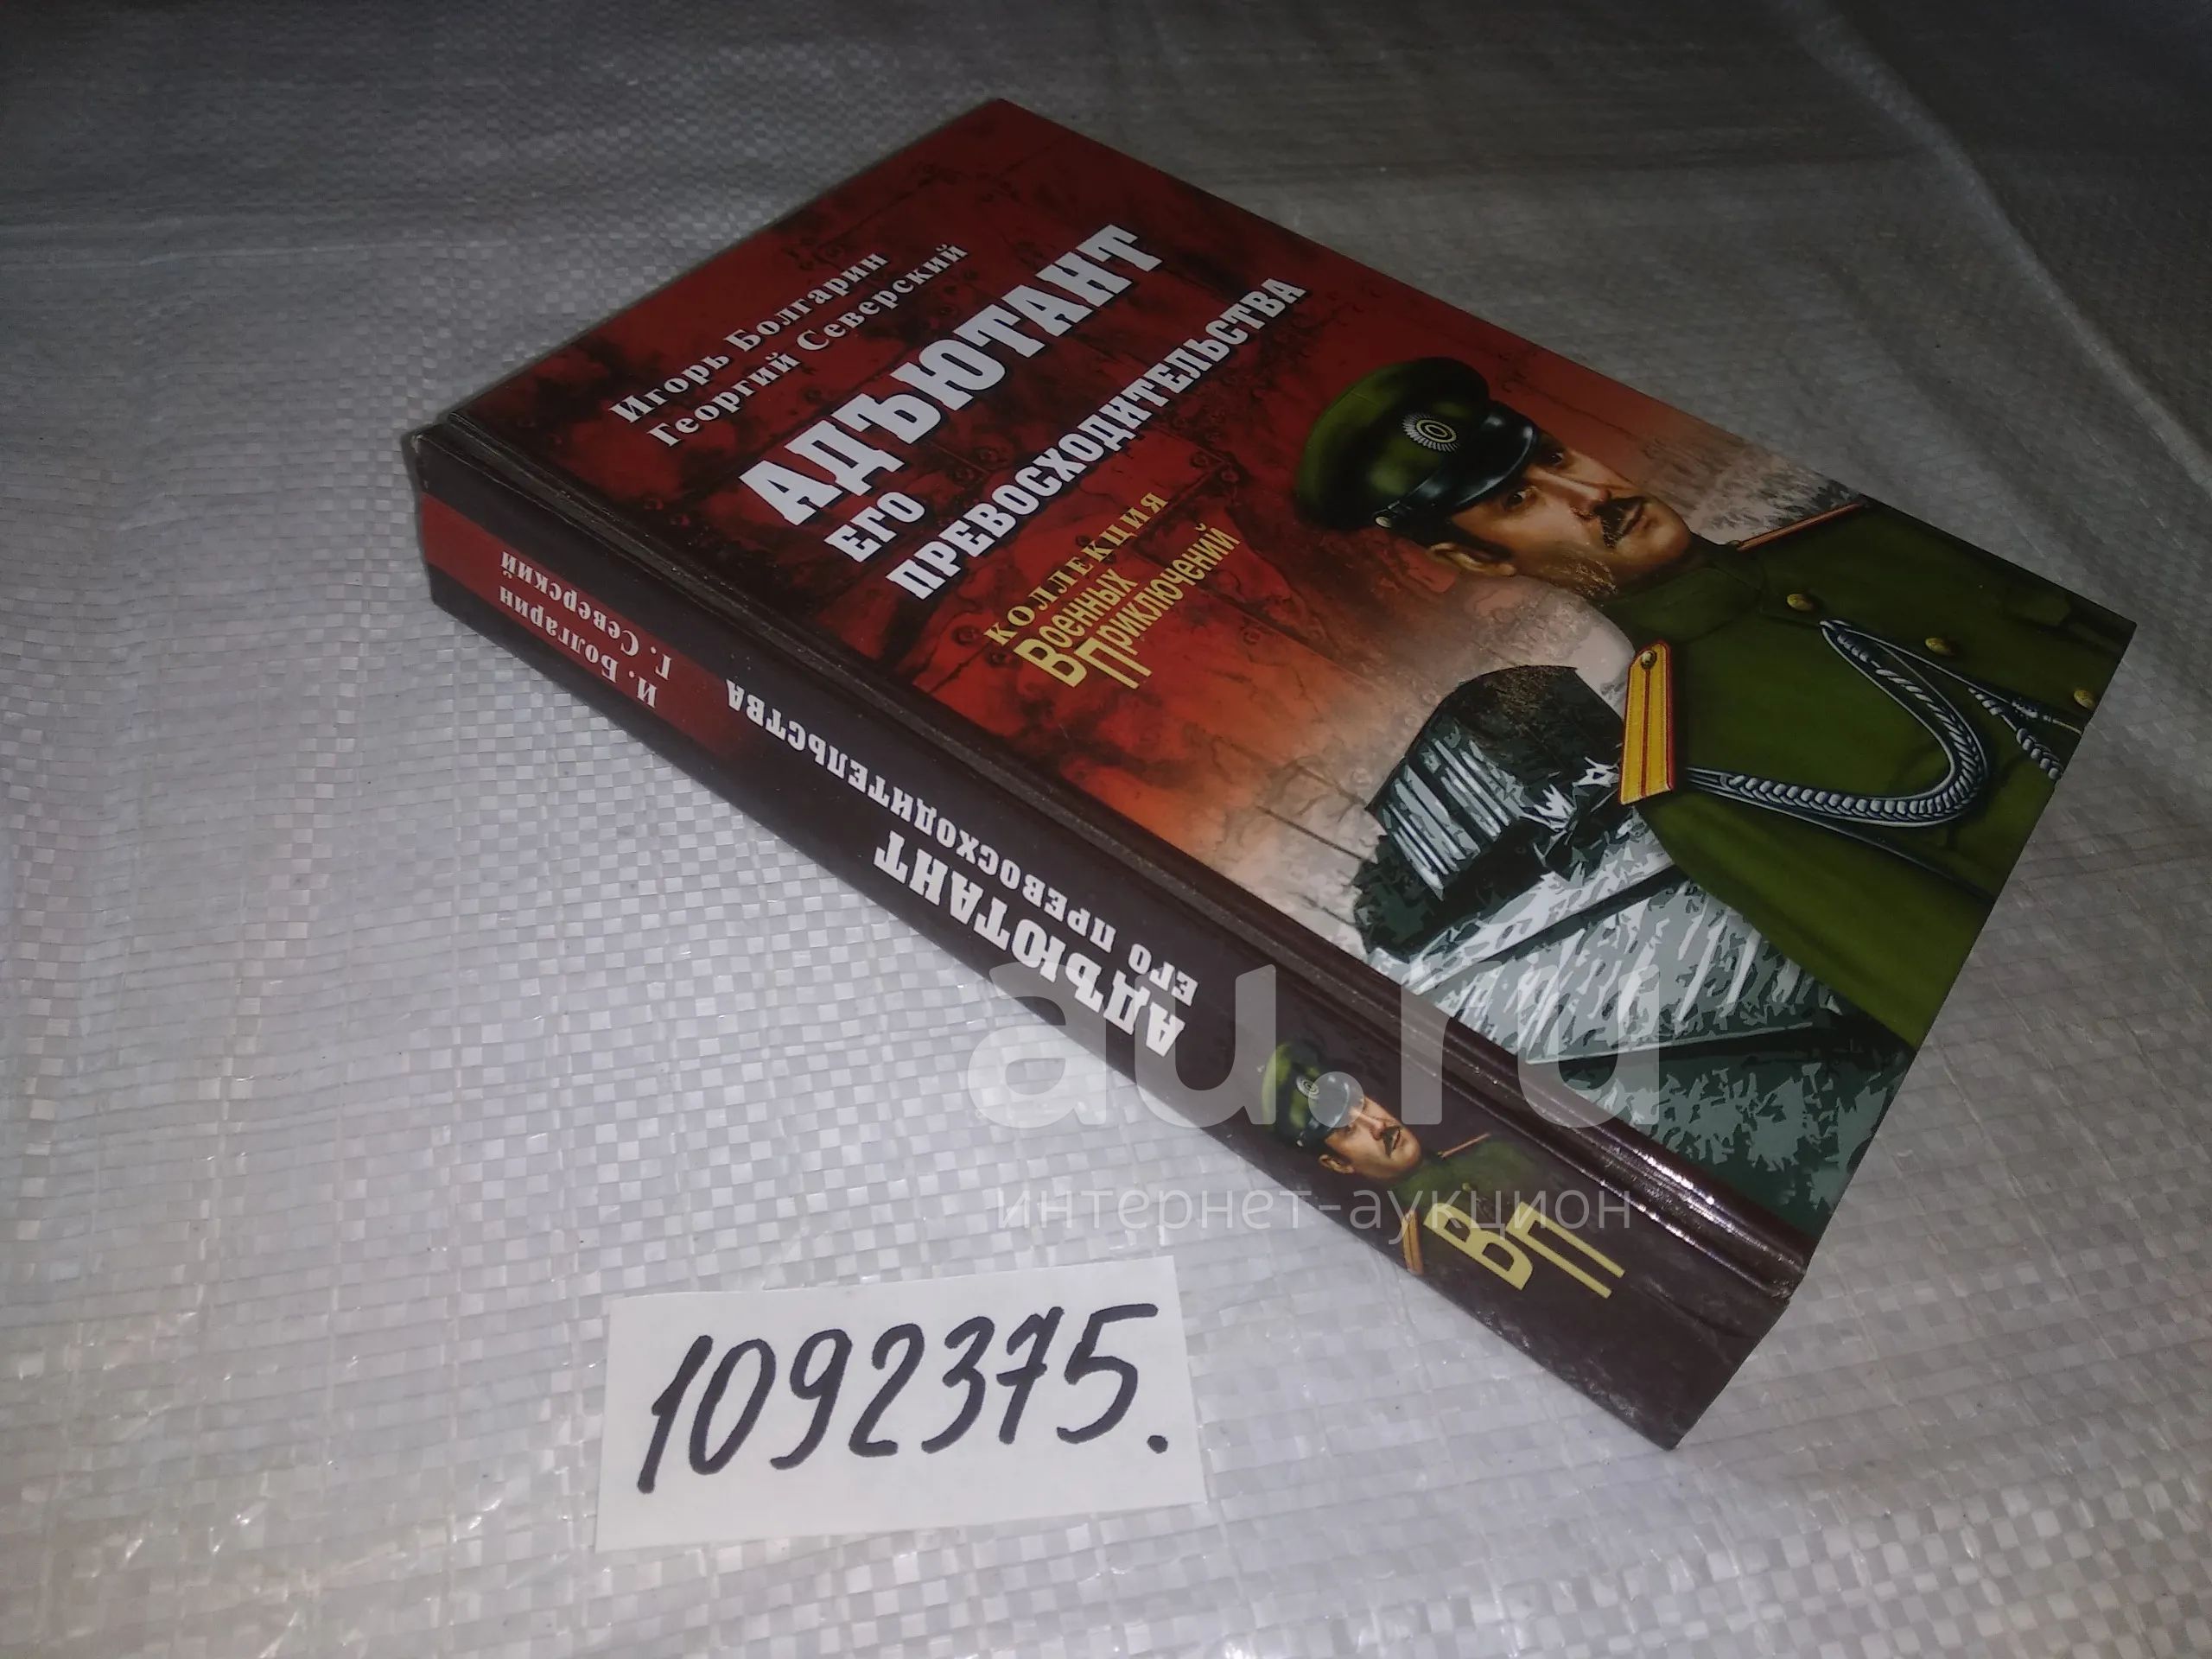 Игорь Болгарин
Георгий Северский
АДЪЮТАНТ
ЕГО
ПРЕВОСХОДИТЕЛЬСТВА
КОЛЛЕКЦИЯ
Военных
Приключений
И. Болгарин
Г. Северский
АДЪЮТАНТ
ЕГО ПРЕВОСХОДИТЕЛЬСТВА
ВП
au.ru
интернет-аукцион
1092375.